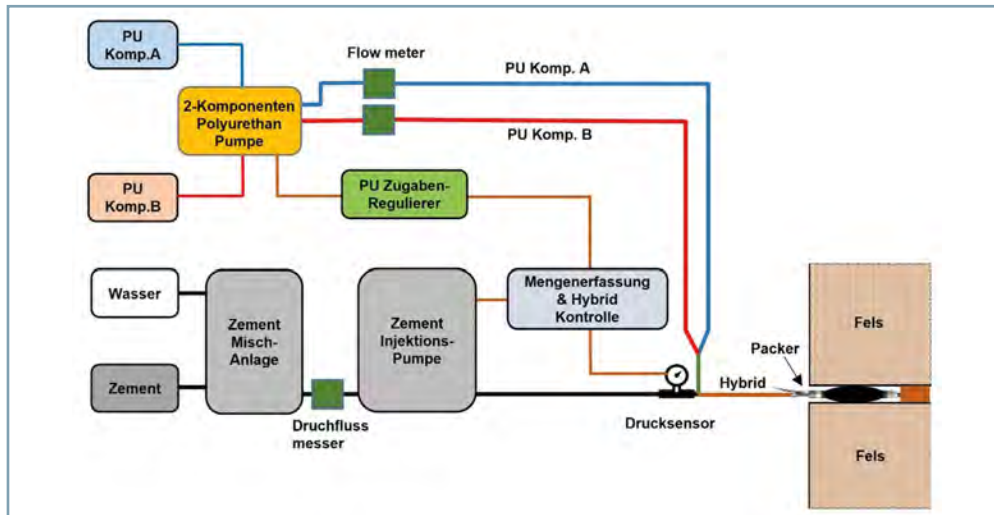 PU
Komp.A
Flow meter
PU Komp. A
2-Komponenten
Polyurethan
Pumpe
PU Komp. B
PU
Komp.B
PU Zugaben-
Regulierer
Wasser
Zement
Misch-
Anlage
Zement
Injektions-
Pumpe
Mengenerfassung
& Hybrid
Kontrolle
Fels
Packer
Hybrid
Zement
Druchfluss
messer
Drucksensor
Fels